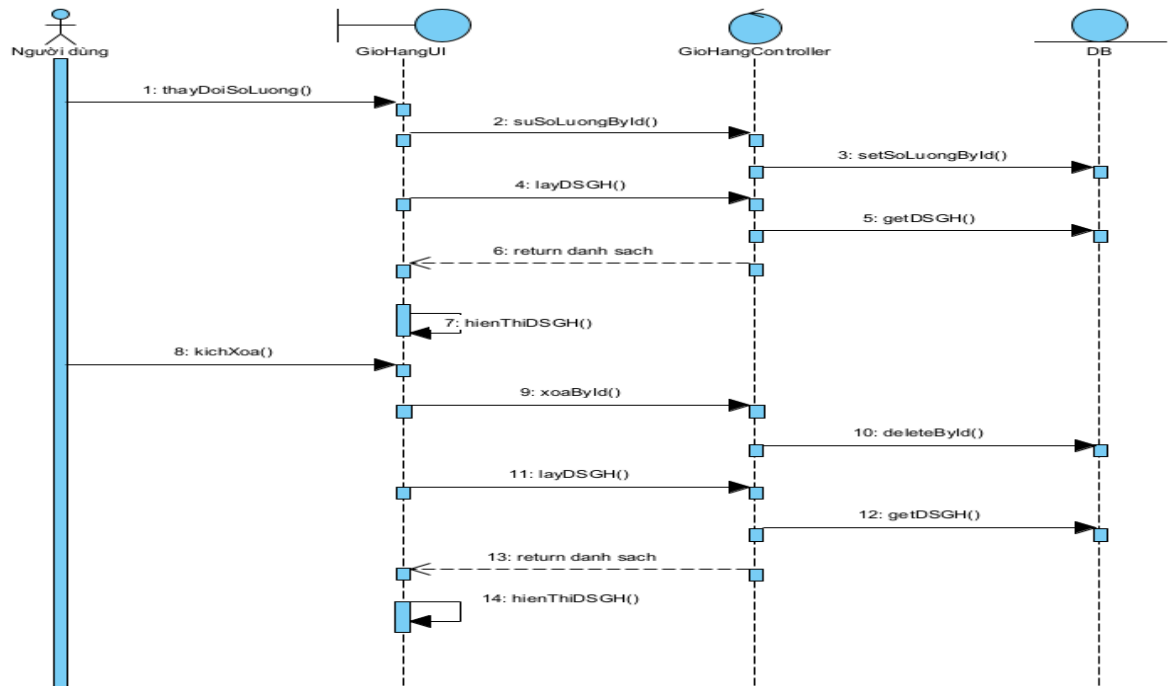 Người dùng
GioHangUI
GioHangController
DB
1: thayDoiSoLuong()
2: suSoLuongById()
3: setSoLuongById()
4: layDSGH()
5: getDSGH()
6: return danh sach
7: hienThiDSGH()
8: kichXoa()
9: xoaById()
10: deleteById()
11: layDSGH()
12: getDSGH()
13: return danh sach
14: hienThiDSGH()